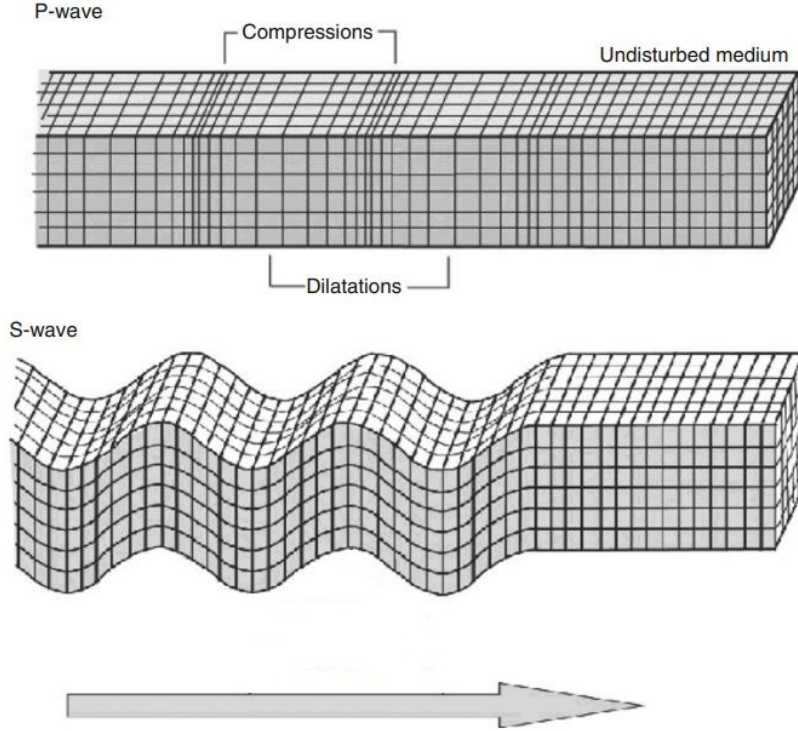 P-wave
Compressions
Undisturbed medium
Dilatations
S-wave